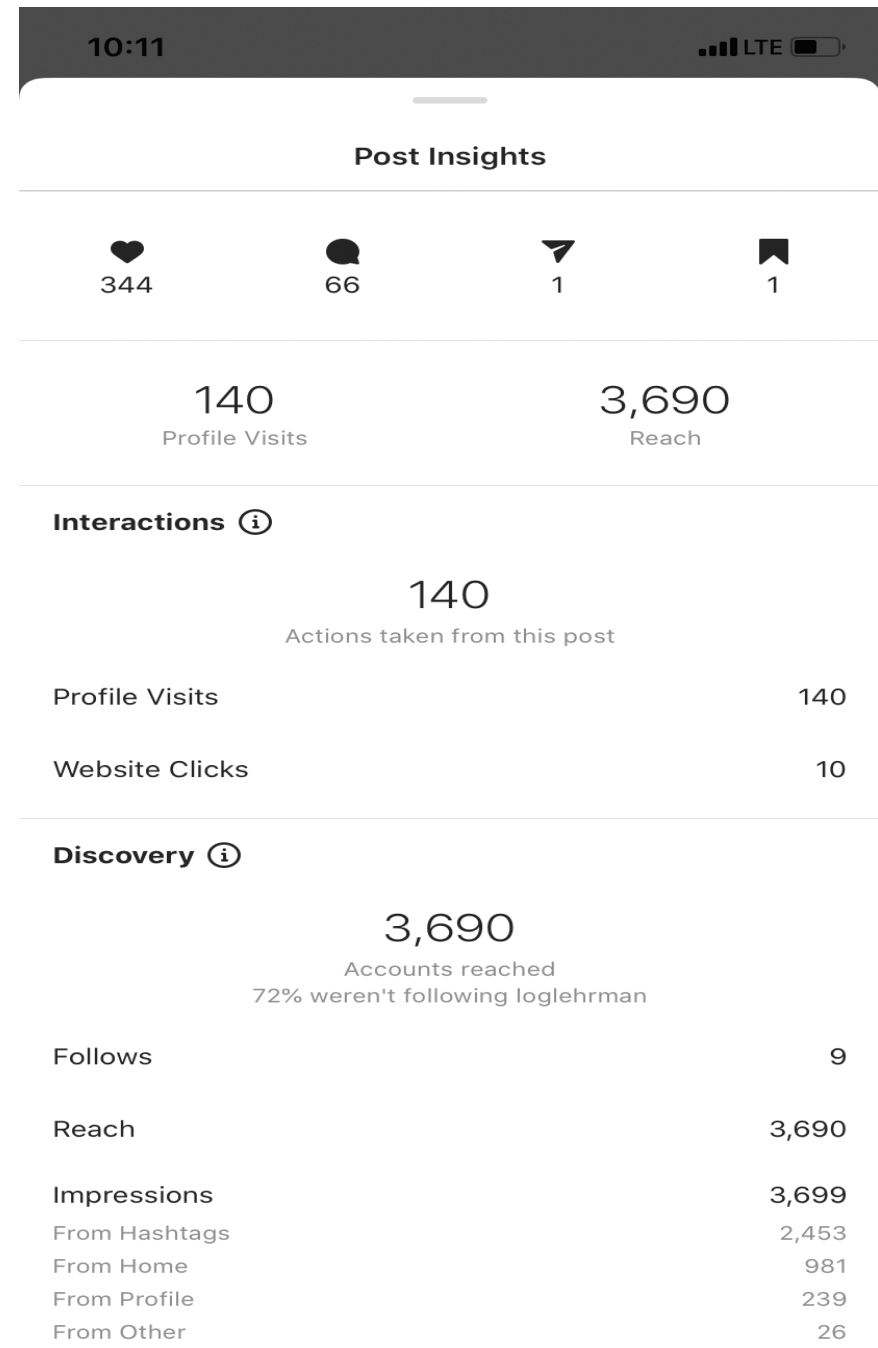 10:11 LTE
Post Insights
344 66 1 1
140 3,690
Profile Visits Reach
Interactions
140
Actions taken from this post
Profile Visits 140
Website Clicks 10
Discovery
3,690
Accounts reached
72% weren't following loglehrman
Follows 9
Reach 3,690
Impressions 3,699
From Hashtags 2,453
From Home 981
From Profile 239
From Other 26